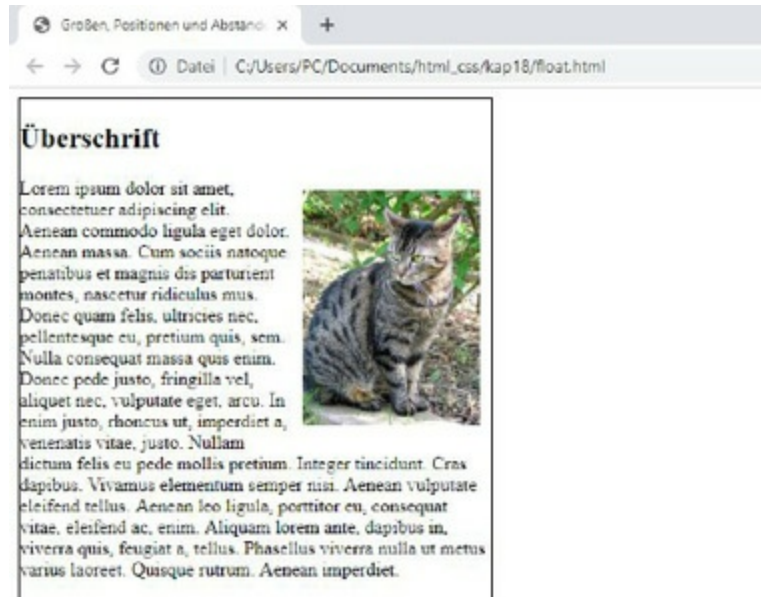 Größen, Positionen und Abständ
Datei | C:/Users/PC/Documents/html_css/kap18/float.html
Überschrift
Lorem ipsum dolor sit amet,
consectetuer adipiscing elit.
Aenean commodo ligula eget dolor.
Aenean massa. Cum sociis natoque
penatibus et magnis dis parturient
montes, nascetur ridiculus mus.
Donec quam felis, ultricies nec,
pellentesque eu, pretium quis, sem.
Nulla consequat massa quis enim.
Donec pede justo, fringilla vel,
aliquet nec, vulputate eget, arcu. In
enim justo, rhoncus ut, imperdiet a,
venenatis vitae, justo. Nullam
dictum felis eu pede mollis pretium. Integer tincidunt. Cras
dapibus. Vivamus elementum semper nisi. Aenean vulputate
eleifend tellus. Aenean leo ligula, porttitor eu, consequat
vitae, eleifend ac, enim. Aliquam lorem ante, dapibus in,
viverra quis, feugiat a, tellus. Phasellus viverra nulla ut metus
varius laoreet. Quisque rutrum. Aenean imperdiet.